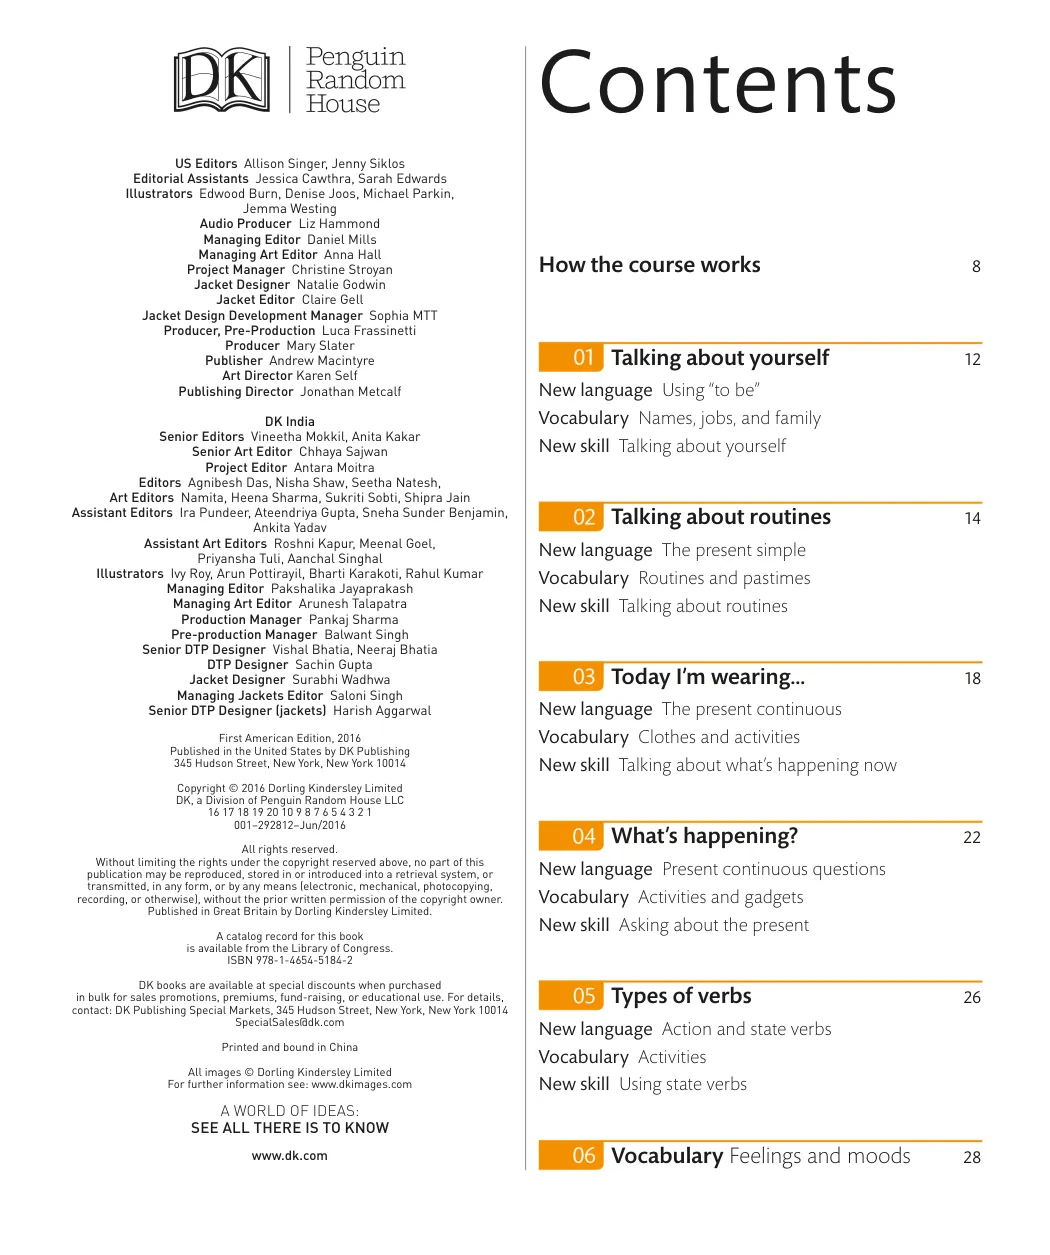 DK
Penguin
Random
House
US Editors Allison Singer, Jenny Siklos
Editorial Assistants Jessica Cawthra, Sarah Edwards
Illustrators Edwood Burn, Denise Joos, Michael Parkin,
Jemma Westing
Audio Producer Liz Hammond
Managing Editor Daniel Mills
Managing Art Editor Anna Hall
Project Manager Christine Stroyan
Jacket Designer Natalie Godwin
Jacket Editor Claire Gell
Jacket Design Development Manager Sophia MTT
Producer, Pre-Production Luca Frassinetti
Producer Mary Slater
Publisher Andrew Macintyre
Art Director Karen Self
Publishing Director Jonathan Metcalf
DK India
Senior Editors Vineetha Mokkil, Anita Kakar
Senior Art Editor Chhaya Sajwan
Project Editor Antara Moitra
Editors Agnibesh Das, Nisha Shaw, Seetha Natesh,
Art Editors Namita, Heena Sharma, Sukriti Sobti, Shipra Jain
Assistant Editors Ira Pundeer, Ateendriya Gupta, Sneha Sunder Benjamin,
Ankita Yadav
Assistant Art Editors Roshni Kapur, Meenal Goel,
Priyansha Tuli, Aanchal Singhal
Illustrators Ivy Roy, Arun Pottirayil, Bharti Karakoti, Rahul Kumar
Managing Editor Pakshalika Jayaprakash
Managing Art Editor Arunesh Talapatra
Production Manager Pankaj Sharma
Pre-production Manager Balwant Singh
Senior DTP Designer Vishal Bhatia, Neeraj Bhatia
DTP Designer Sachin Gupta
Jacket Designer Surabhi Wadhwa
Managing Jackets Editor Saloni Singh
Senior DTP Designer (jackets) Harish Aggarwal
First American Edition, 2016
Published in the United States by DK Publishing
345 Hudson Street, New York, New York 10014
Copyright © 2016 Dorling Kindersley Limited
DK, a Division of Penguin Random House LLC
16 17 18 19 20 10 9 8 7 6 5 4 3 2 1
001–292812–Jun/2016
All rights reserved.
Without limiting the rights under the copyright reserved above, no part of this
publication may be reproduced, stored in or introduced into a retrieval system, or
transmitted, in any form, or by any means (electronic, mechanical, photocopying,
recording, or otherwise), without the prior written permission of the copyright owner.
Published in Great Britain by Dorling Kindersley Limited.
A catalog record for this book
is available from the Library of Congress.
ISBN 978-1-4654-5184-2
DK books are available at special discounts when purchased
in bulk for sales promotions, premiums, fund-raising, or educational use. For details,
contact: DK Publishing Special Markets, 345 Hudson Street, New York, New York 10014
SpecialSales@dk.com
Printed and bound in China
All images © Dorling Kindersley Limited
For further information see: www.dkimages.com
A WORLD OF IDEAS:
SEE ALL THERE IS TO KNOW
www.dk.com
Contents
How the course works 8
01 Talking about yourself 12
New language Using “to be”
Vocabulary Names, jobs, and family
New skill Talking about yourself
02 Talking about routines 14
New language The present simple
Vocabulary Routines and pastimes
New skill Talking about routines
03 Today I’m wearing... 18
New language The present continuous
Vocabulary Clothes and activities
New skill Talking about what’s happening now
04 What’s happening? 22
New language Present continuous questions
Vocabulary Activities and gadgets
New skill Asking about the present
05 Types of verbs 26
New language Action and state verbs
Vocabulary Activities
New skill Using state verbs
06 Vocabulary Feelings and moods 28